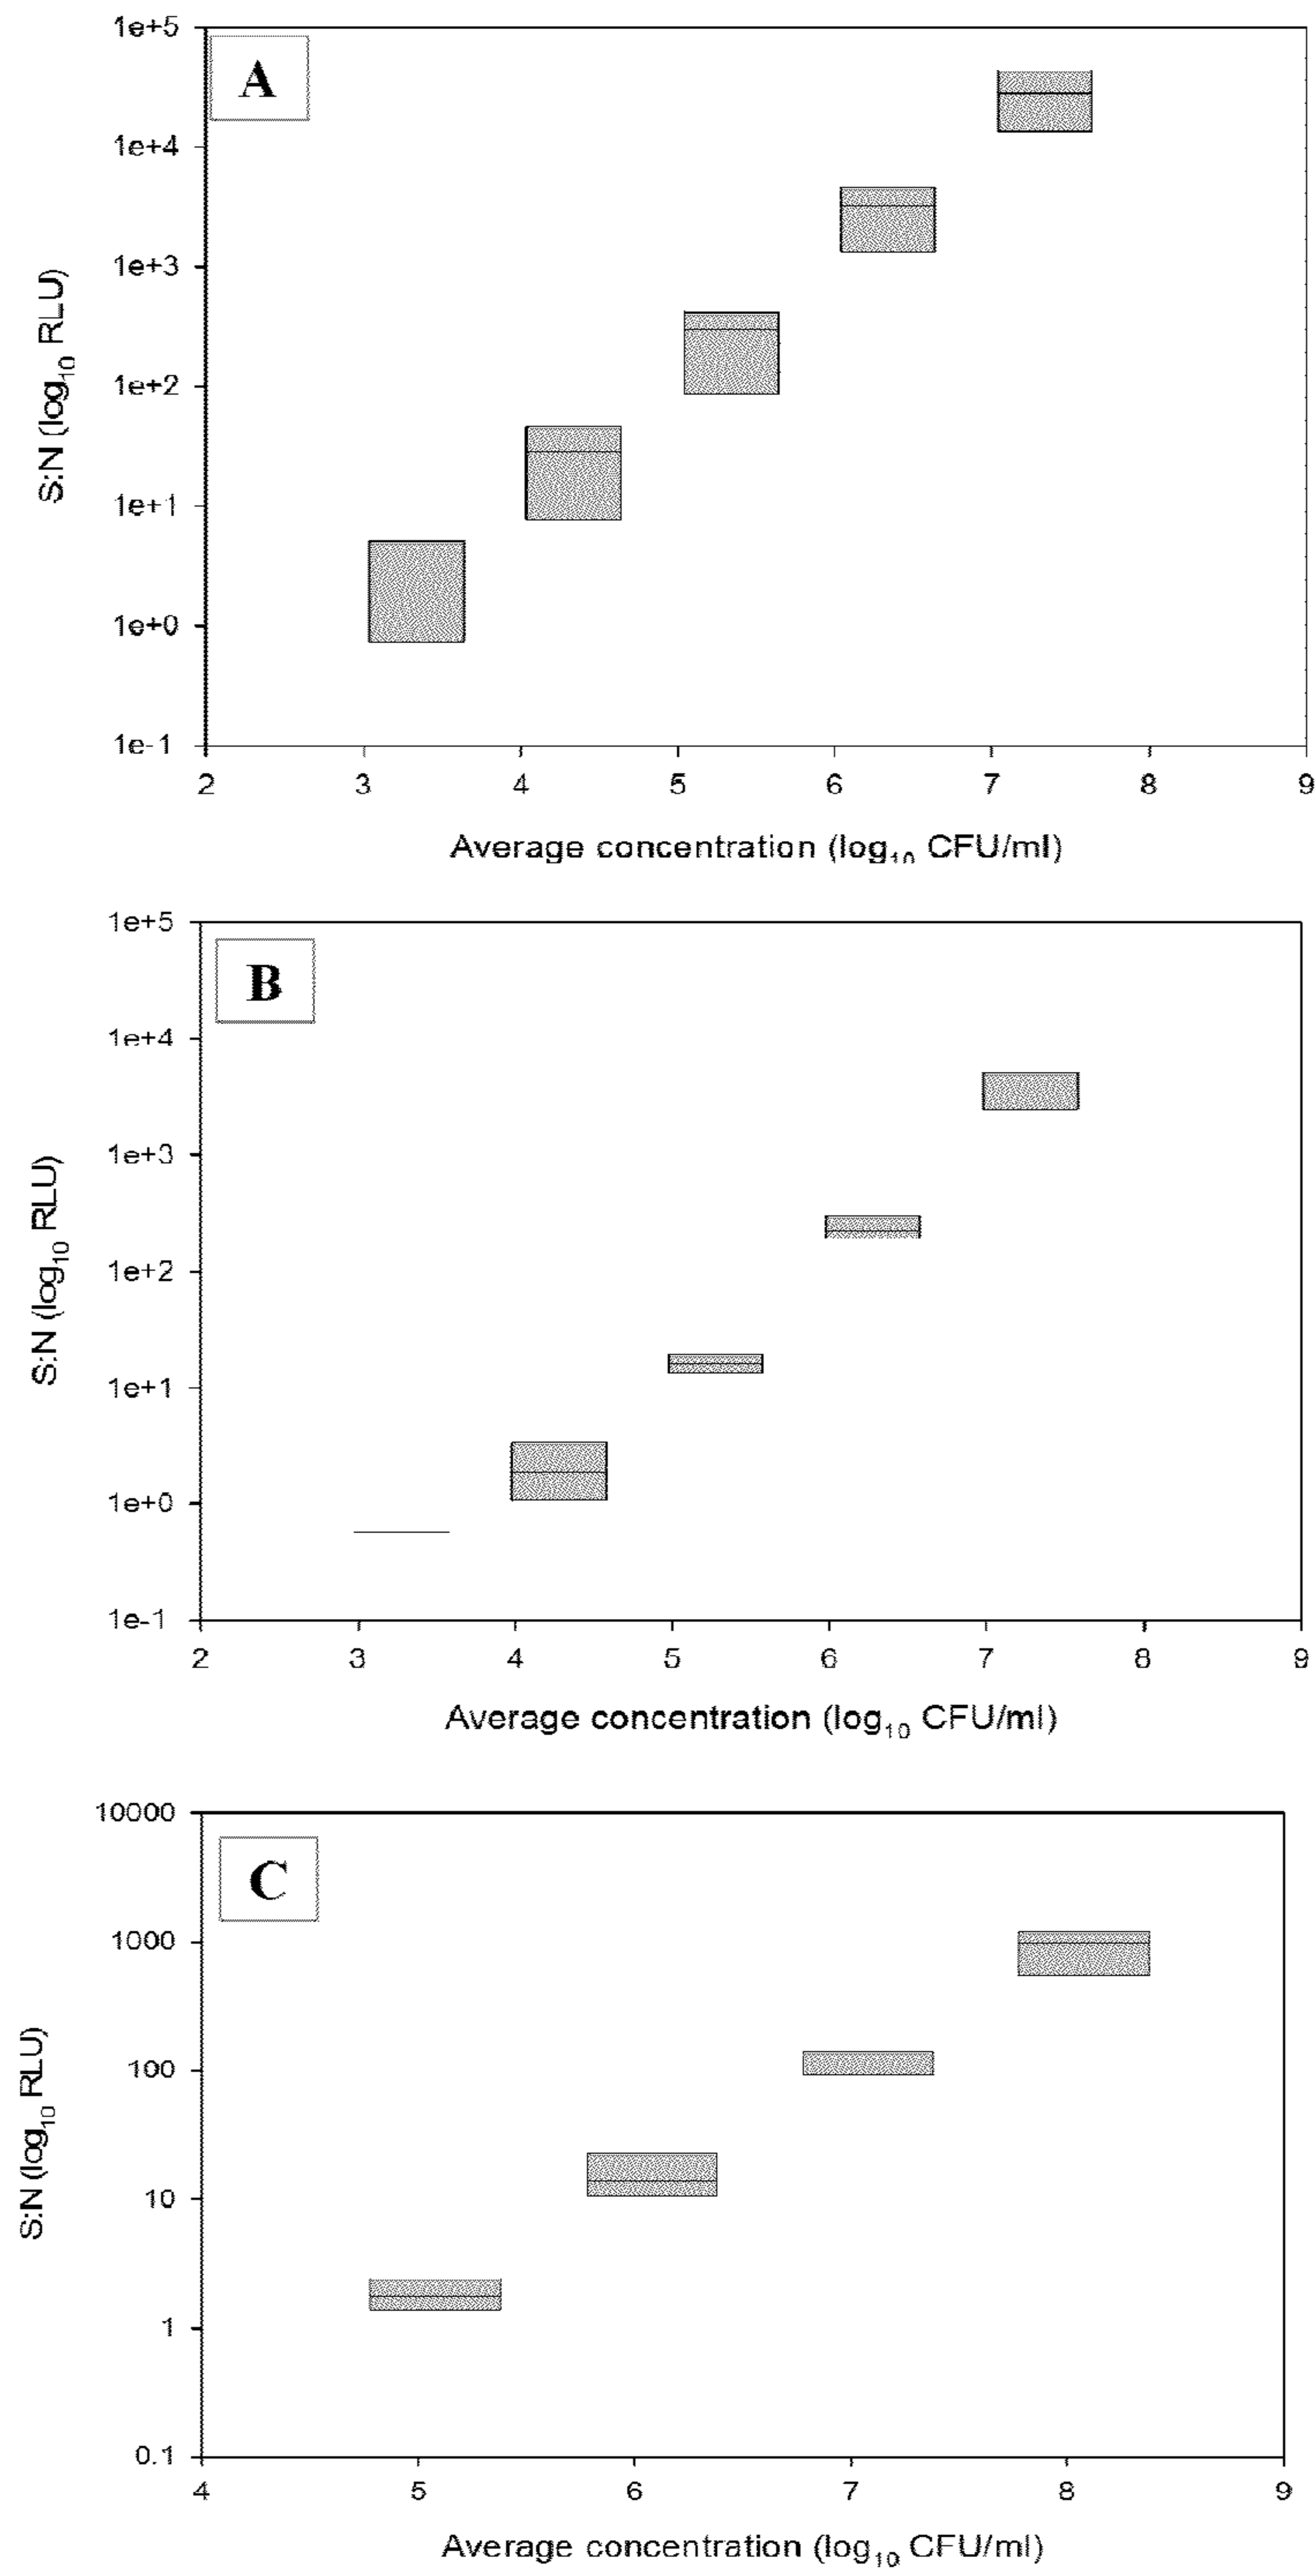 1e+5
A
1e+4
1e+3
1e+2
1e+1
1e+0
1e-1
S:N (log10 RLU)
2 3 4 5 6 7 8 9
Average concentration (log10 CFU/ml)
1e+5
B
1e+4
1e+3
1e+2
1e+1
1e+0
1e-1
S:N (log10 RLU)
2 3 4 5 6 7 8 9
Average concentration (log10 CFU/ml)
10000
C
1000
100
10
1
0.1
S:N (log10 RLU)
4 5 6 7 8 9
Average concentration (log10 CFU/ml)